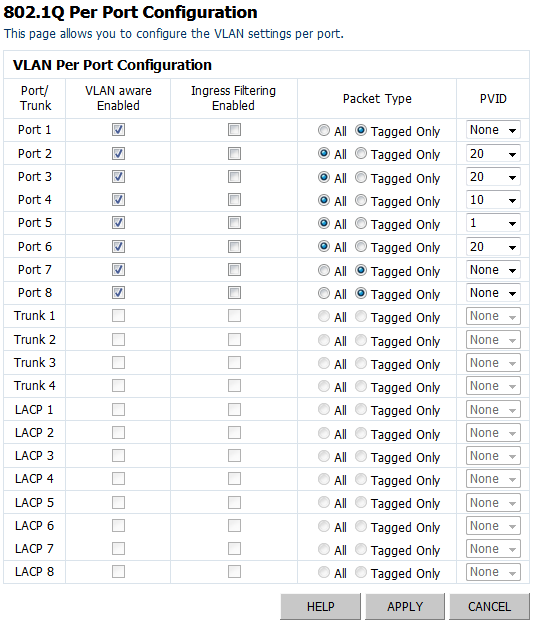 802.1Q Per Port Configuration
This page allows you to configure the VLAN settings per port.
VLAN Per Port Configuration
Port/ Trunk VLAN aware Enabled Ingress Filtering Enabled Packet Type PVID
Port 1 All Tagged Only None
Port 2 All Tagged Only 20
Port 3 All Tagged Only 20
Port 4 All Tagged Only 10
Port 5 All Tagged Only 1
Port 6 All Tagged Only 20
Port 7 All Tagged Only None
Port 8 All Tagged Only None
Trunk 1 All Tagged Only None
Trunk 2 All Tagged Only None
Trunk 3 All Tagged Only None
Trunk 4 All Tagged Only None
LACP 1 All Tagged Only None
LACP 2 All Tagged Only None
LACP 3 All Tagged Only None
LACP 4 All Tagged Only None
LACP 5 All Tagged Only None
LACP 6 All Tagged Only None
LACP 7 All Tagged Only None
LACP 8 All Tagged Only None
HELP APPLY CANCEL